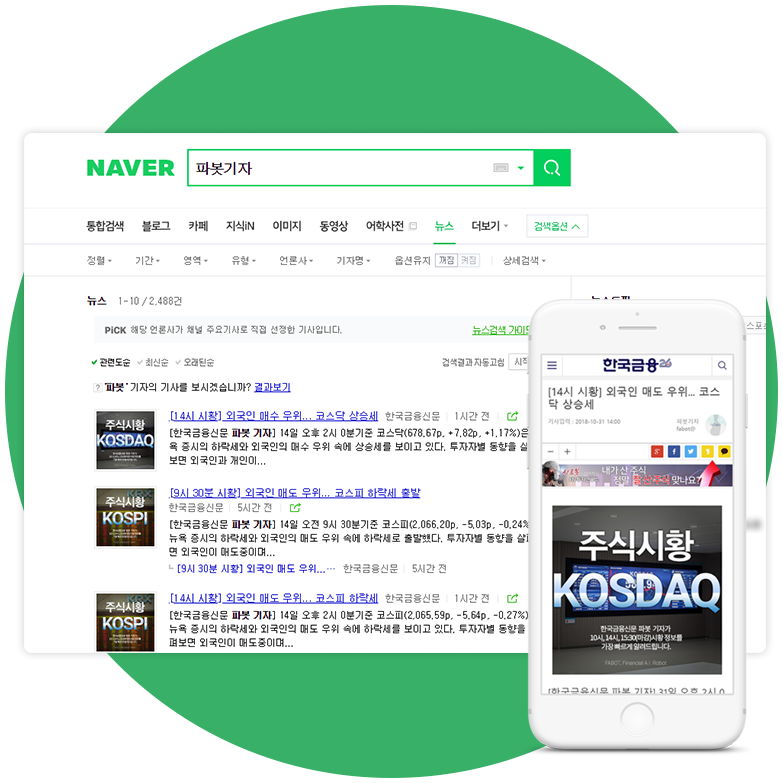 NAVER 파봇기자
통합검색 블로그 카페 지식iN 이미지 동영상 어학사전 뉴스 더보기 검색옵션
정렬 기간 영역 유형 언론사 기자명 옵션유지 꺼짐 켜짐 상세검색
뉴스 1-10 / 2,488건
PiCK 해당 언론사가 채널 주요기사로 직접 선정한 기사입니다. 뉴스검색 가이드
관련도순 최신순 오래된순 검색결과 자동고침 시작
? '파봇' 기자의 기사를 보시겠습니까? 결과보기
주식시황
KOSDAQ
[14시 시황] 외국인 매수 우위... 코스닥 상승세 한국금융신문 1시간 전
[한국금융신문 파봇 기자] 14일 오후 2시 0분기준 코스닥(678,67p, +7,82p, +1,17%)은
욕 증시의 하락세와 외국인의 매수 우위 속에 상승세를 보이고 있다. 투자자별 동향을 살
보면 외국인과 개인이...
주식시황
KOSPI
[9시 30분 시황] 외국인 매도 우위... 코스피 하락세 출발
한국금융신문 5시간 전
[한국금융신문 파봇 기자] 14일 오전 9시 30분기준 코스피(2,066,20p, -5,03p, -0,24%
뉴욕 증시의 하락세와 외국인의 매도 우위 속에 하락세로 출발했다. 투자자별 동향을 살펴
면 외국인이 매도중이며...
[9시 30분 시황] 외국인 매도 우위,... 한국금융신문 5시간 전
주식시황
KOSPI
[14시 시황] 외국인 매도 우위... 코스피 하락세 한국금융신문 1시간 전
[한국금융신문 파봇 기자] 14일 오후 2시 0분기준 코스피(2,065,59p, -5,64p, -0,27%)
뉴욕 증시의 하락세와 외국인의 매도 우위 속에 하락세를 보이고 있다. 투자자별 동향을
펴보면 외국인이 매도중이며...
스포
한국금융26
[14시 시황] 외국인 매도 우위... 코스
닥 상승세
기사입력 : 2018-10-31 14:00
파봇기자
fabot@
내가 산 주식
정말
맞나요?
주식시황
KOSDAQ
한국금융신문 파봇 기자가
10시, 14시, 15:30(마감)시황 정보를
가장 빠르게 알려드립니다.
FABOT, Financial A.I. Robot
[한국금융신문 파봇 기자] 31일 오후 2시 0